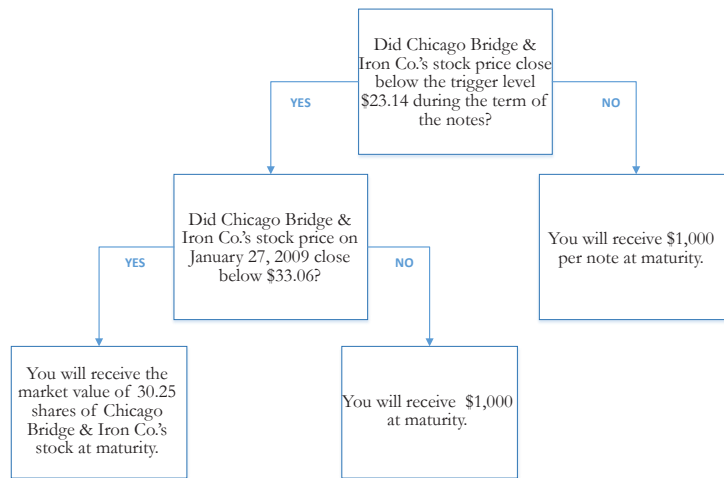 Did Chicago Bridge &
Iron Co.'s stock price close
below the trigger level
$23.14 during the term of
the notes?
YES
NO
Did Chicago Bridge &
Iron Co.'s stock price on
January 27, 2009 close
below $33.06?
You will receive $1,000
per note at maturity.
YES
NO
You will receive the
market value of 30.25
shares of Chicago
Bridge & Iron Co.'s
stock at maturity.
You will receive $1,000
at maturity.